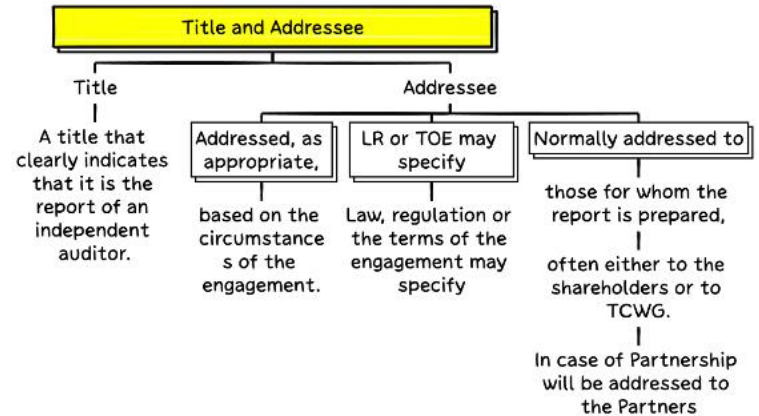 Title and Addressee
Title
A title that
clearly indicates
that it is the
report of an
independent
auditor.
Addressee
Addressed, as
appropriate,
based on the
circumstance
s of the
engagement.
LR or TOE may
specify
Law, regulation or
the terms of the
engagement may
specify
Normally addressed to
those for whom the
report is prepared,
often either to the
shareholders or to
TCWG.
In case of Partnership
will be addressed to
the Partners